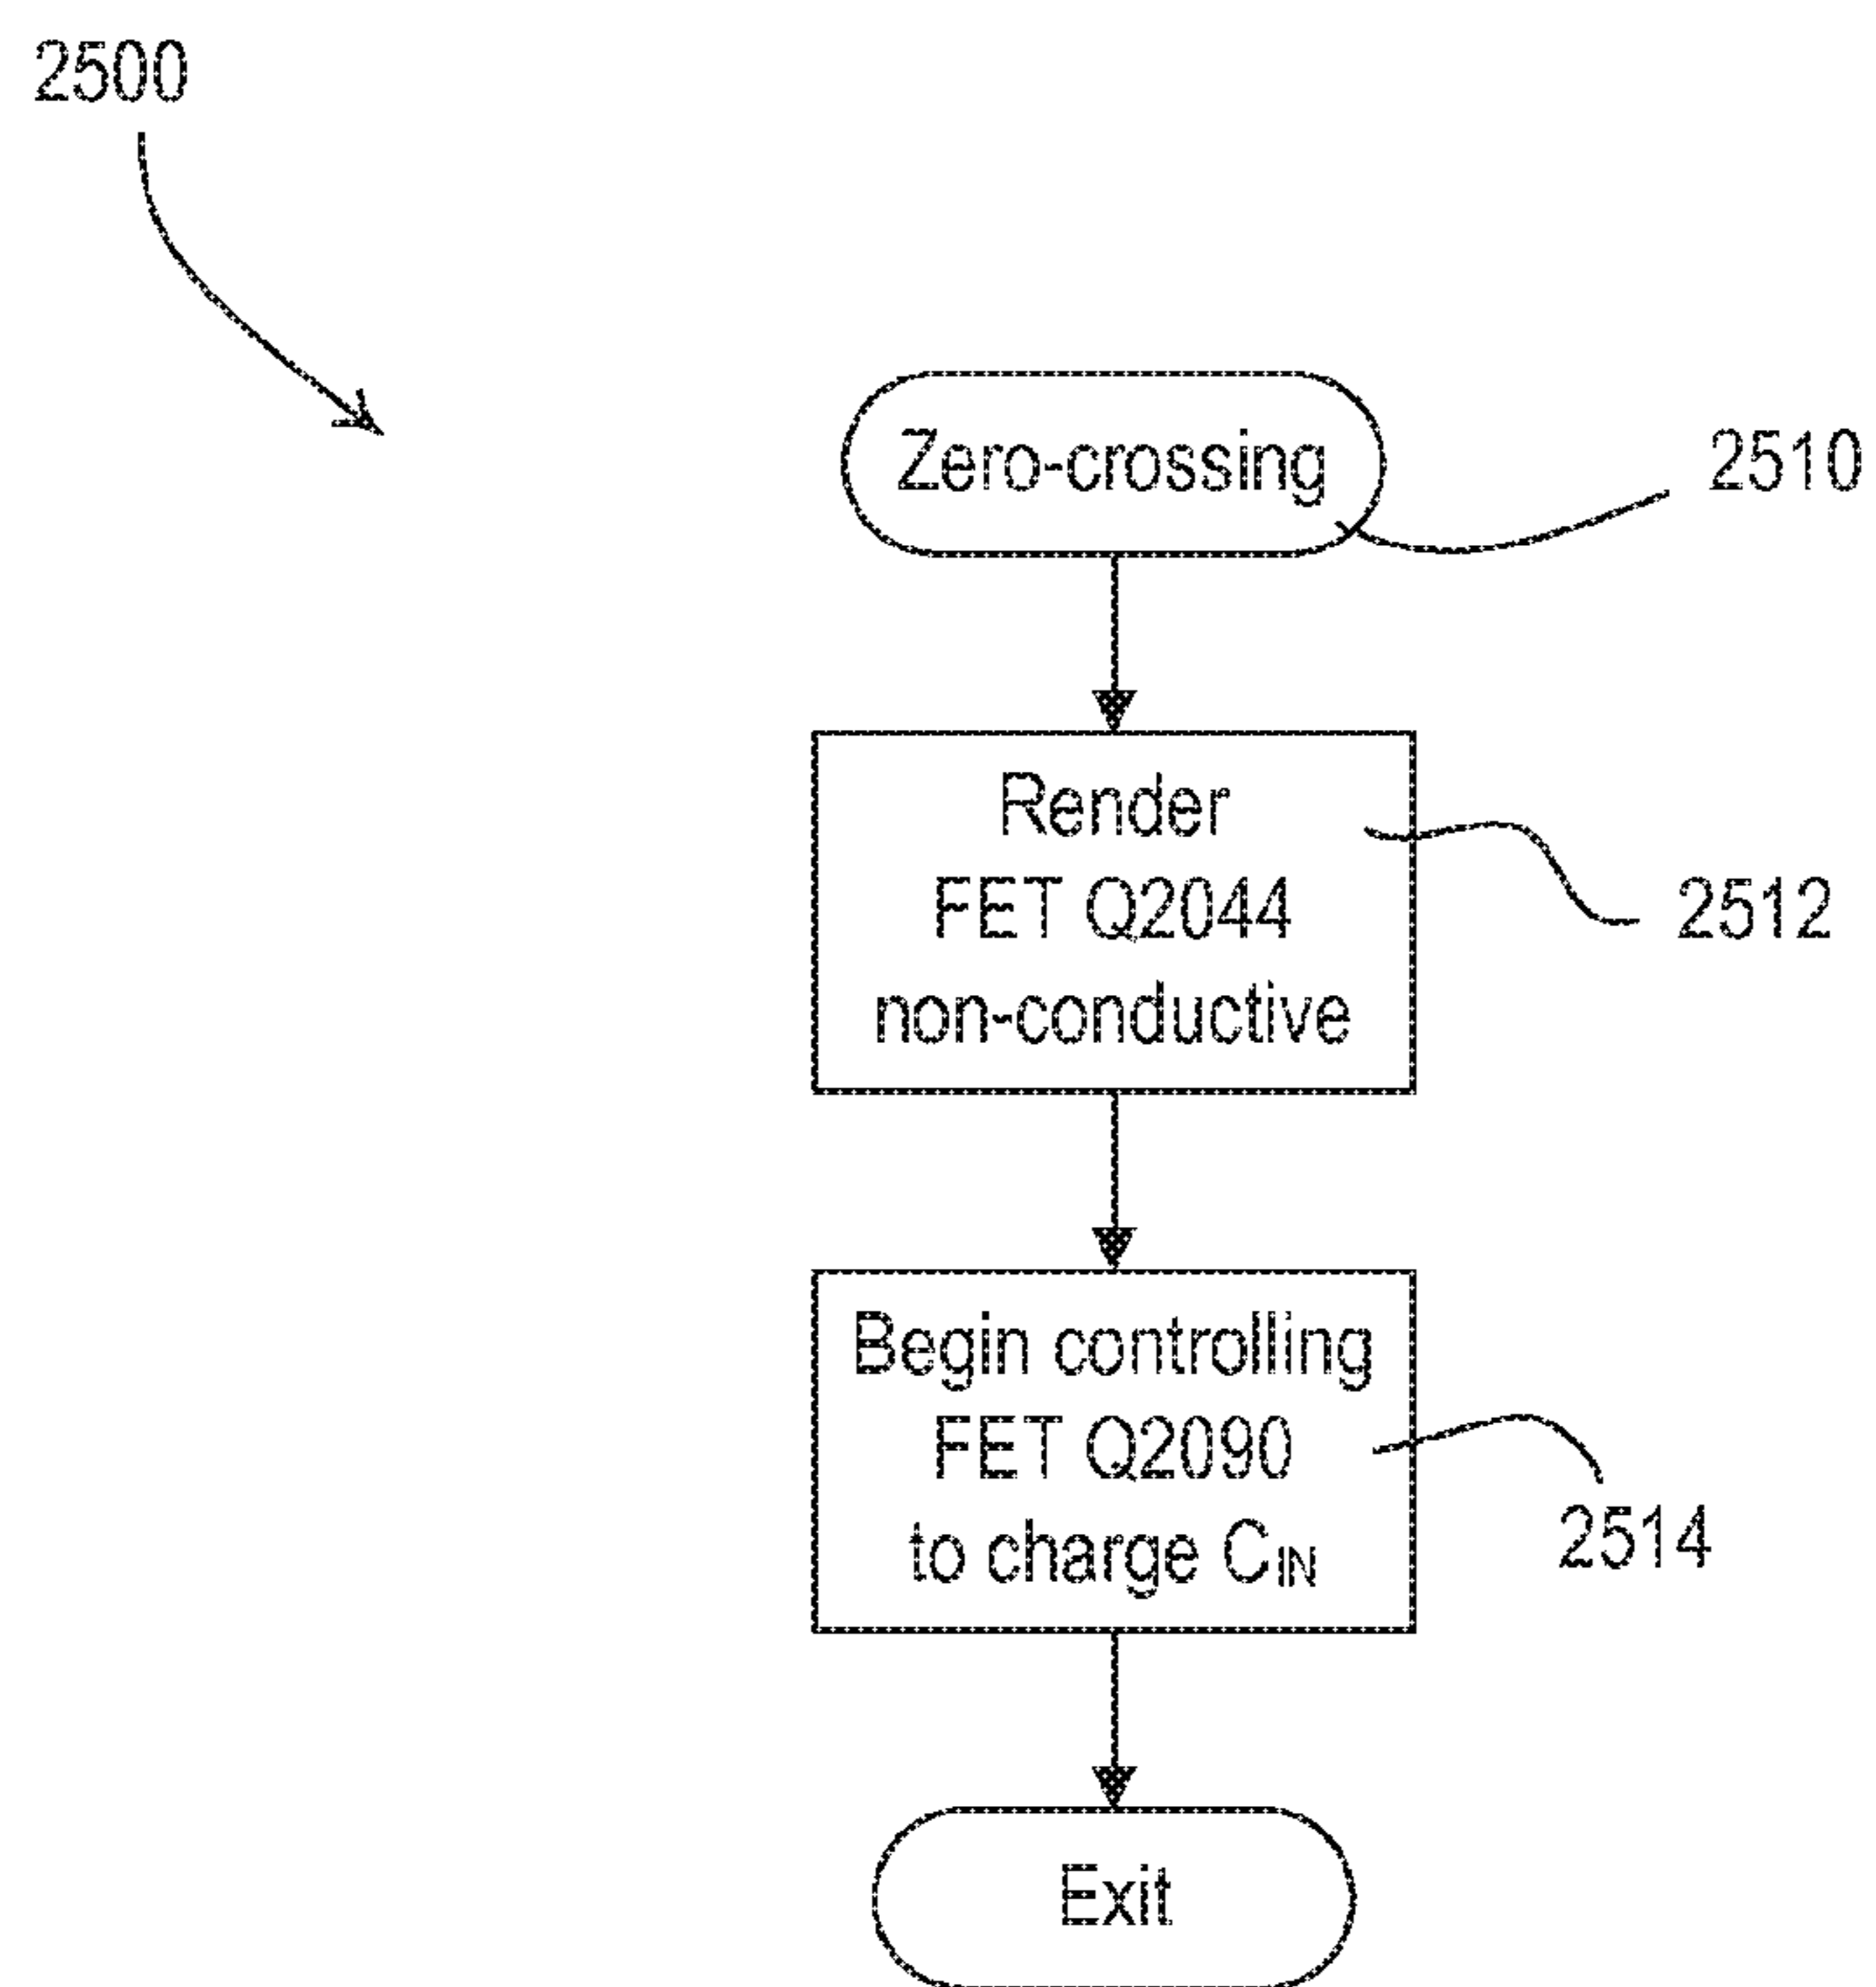 2500
Zero-crossing
2510
Render
FET Q2044
non-conductive
2512
Begin controlling
FET Q2090
to charge CIN
2514
Exit